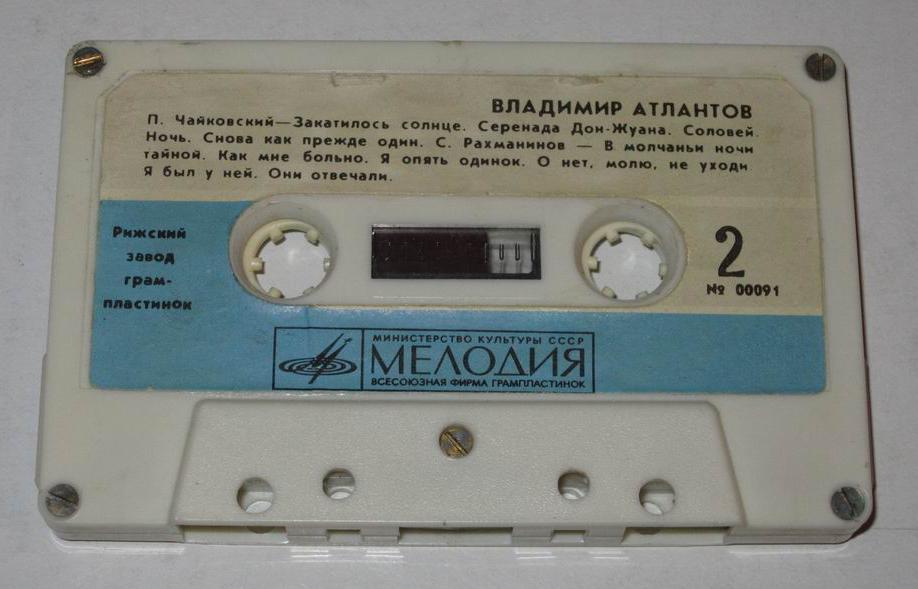 ВЛАДИМИР АТЛАНТОВ
П. Чайковский—Закатилось солнце. Серенада Дон-Жуана. Соловей.
Ночь. Снова как прежде один. С. Рахманинов — В молчаньи ночи
тайной. Как мне больно. Я опять одинок. О нет, молю, не уходи
Я был у ней. Они отвечали.
Рижский
завод
грам-
пластинок
2
№ 00091
МИНИСТЕРСТВО КУЛЬТУРЫ СССР
МЕЛОДИЯ
ВСЕСОЮЗНАЯ ФИРМА ГРАМПЛАСТИНОК